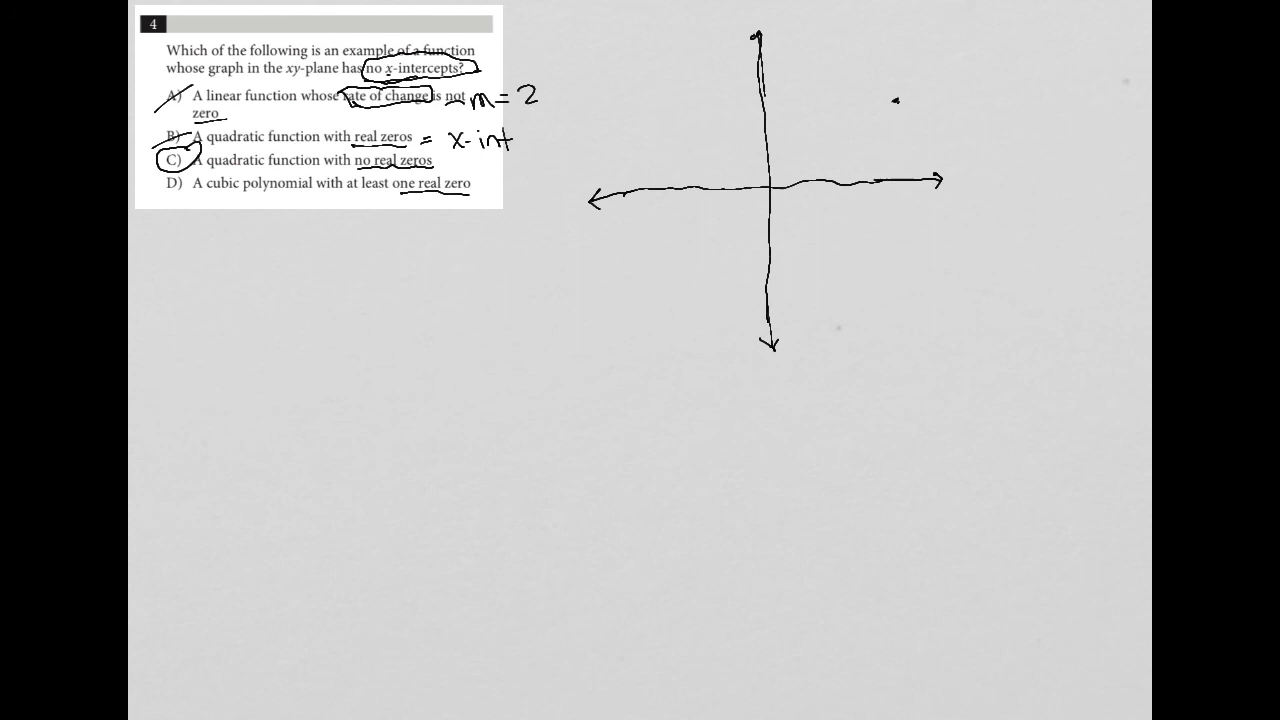 4
Which of the following is an example of a function
whose graph in the xy-plane has no x-intercepts?
A) A linear function whose rate of change is not
zero
m = 2
B) A quadratic function with real zeros = x-int
C) A quadratic function with no real zeros
D) A cubic polynomial with at least one real zero